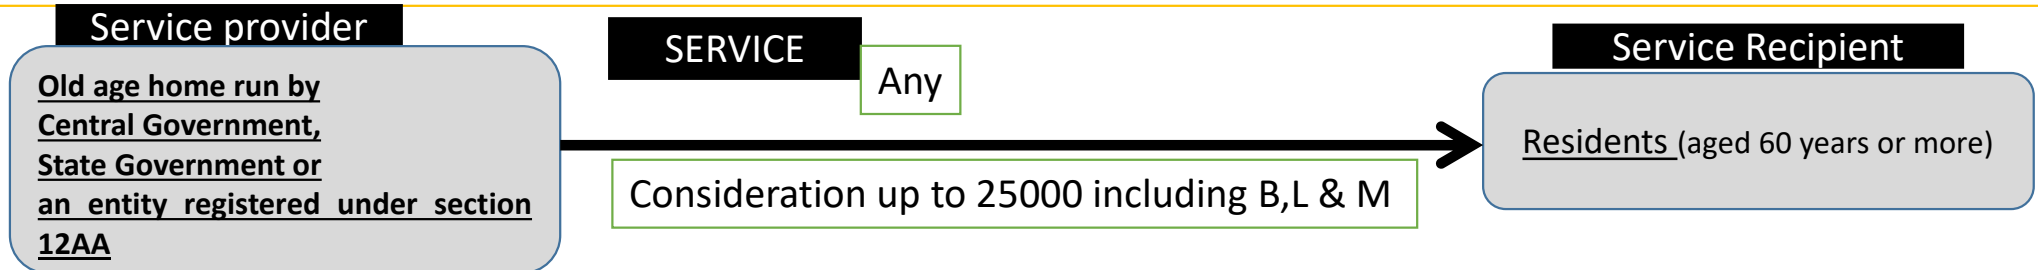 Service provider
Old age home run by
Central Government,
State Government or
an entity registered under section
12AA
SERVICE
Any
Consideration up to 25000 including B,L & M
Service Recipient
Residents (aged 60 years or more)